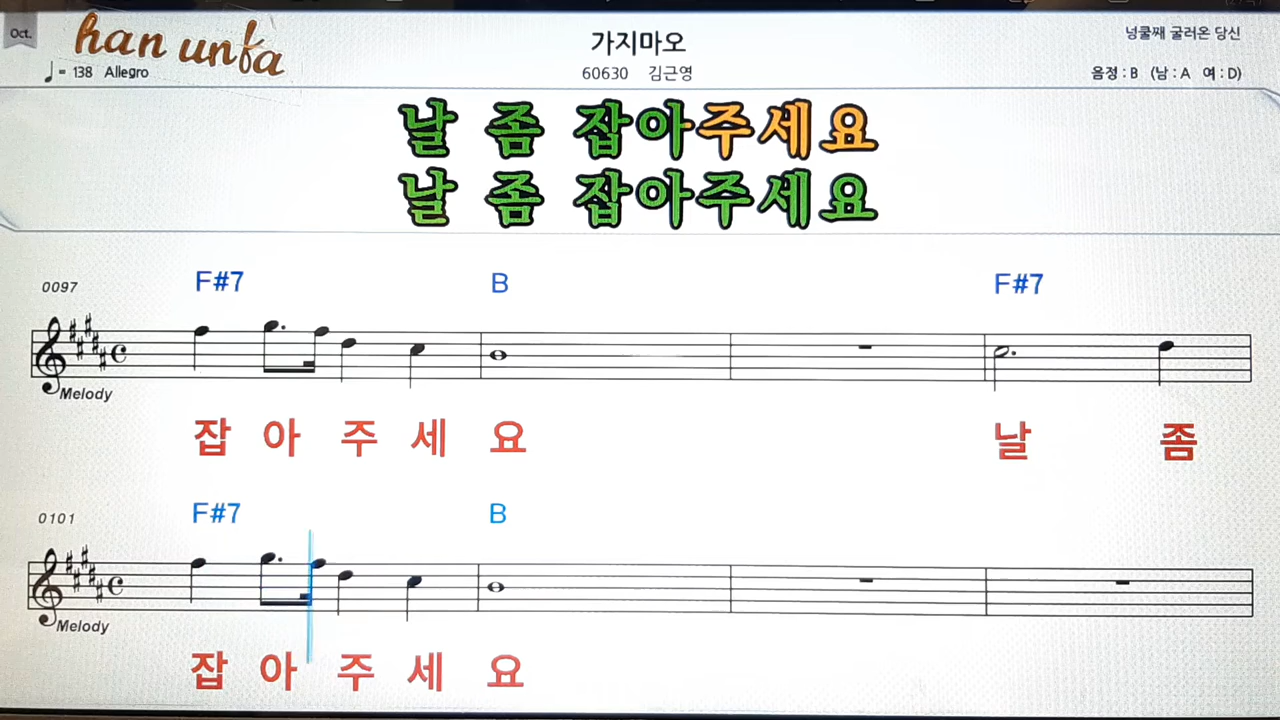 Oct.
han unfa
♩= 138 Allegro
가지마오
60630 김근영
넝쿨째 굴러온 당신
음정 : B (남 : A 여 : D)
날 좀 잡아주세요
날 좀 잡아주세요
0097
F#7 B F#7
Melody
잡 아 주 세 요 날 좀
0101
F#7 B
Melody
잡 아 주 세 요